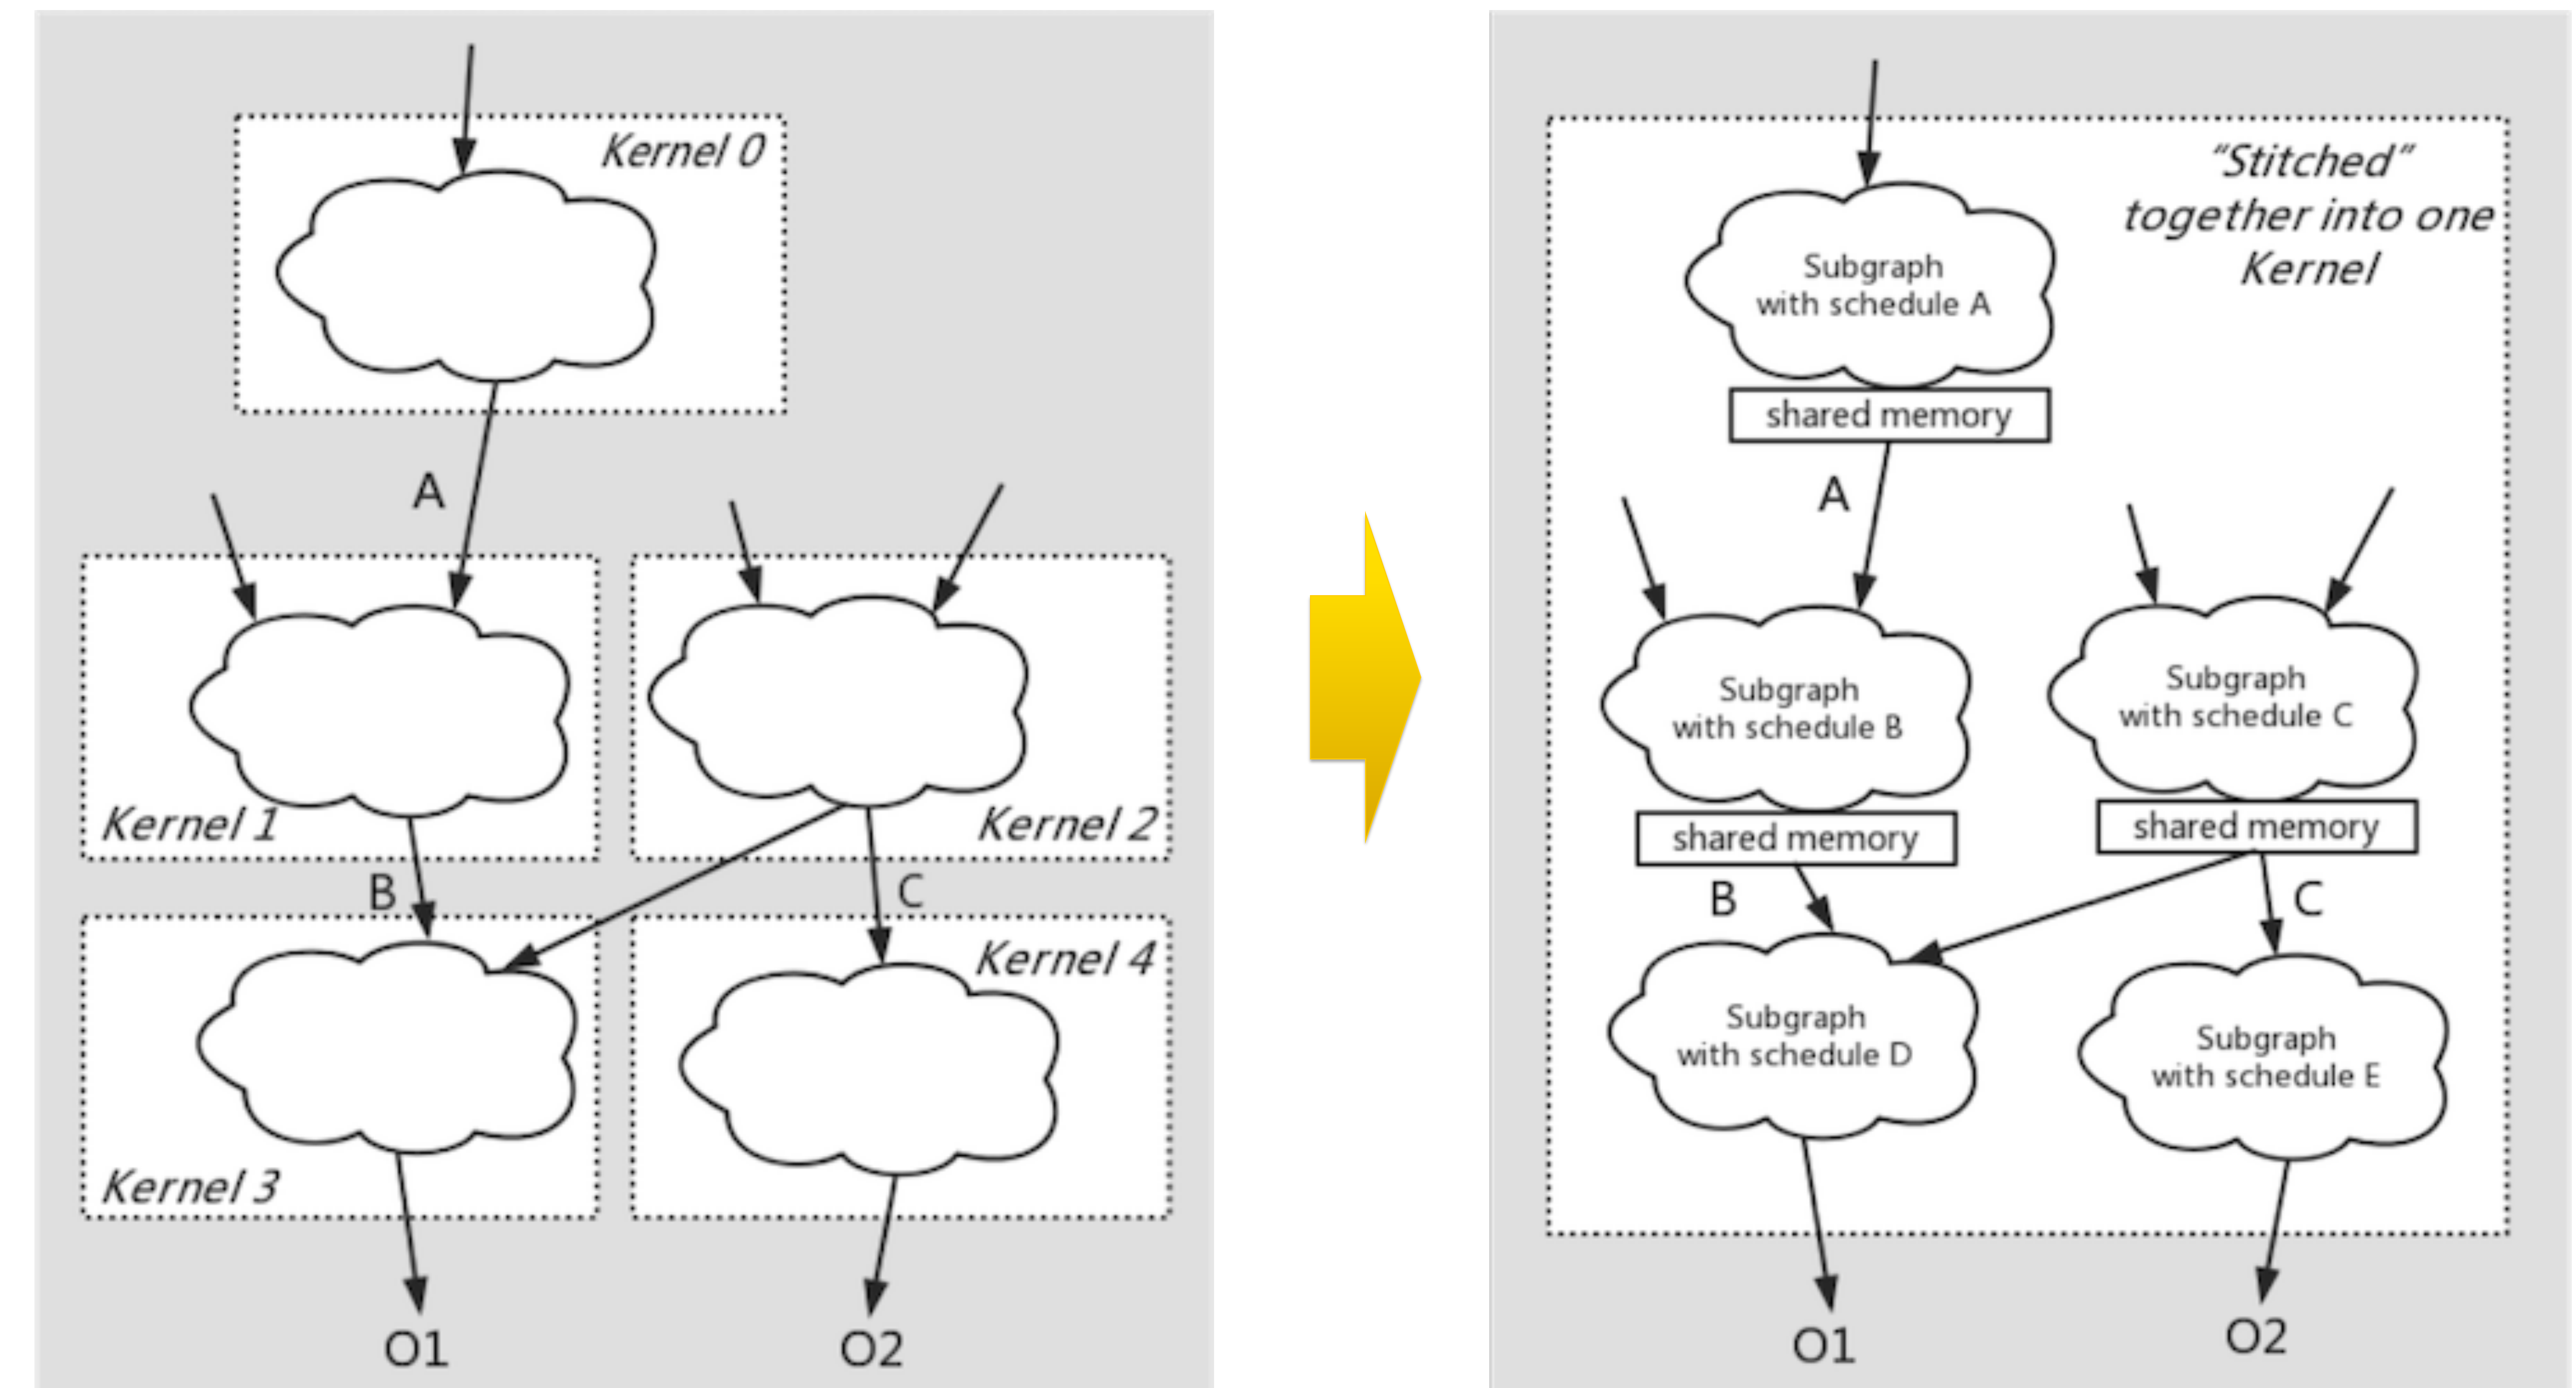 Kernel 0
A
Kernel 1
Kernel 2
B
C
Kernel 4
Kernel 3
O1
O2
“Stitched”
together into one
Kernel
Subgraph
with schedule A
shared memory
A
Subgraph
with schedule B
Subgraph
with schedule C
shared memory
shared memory
B
C
Subgraph
with schedule D
Subgraph
with schedule E
O1
O2